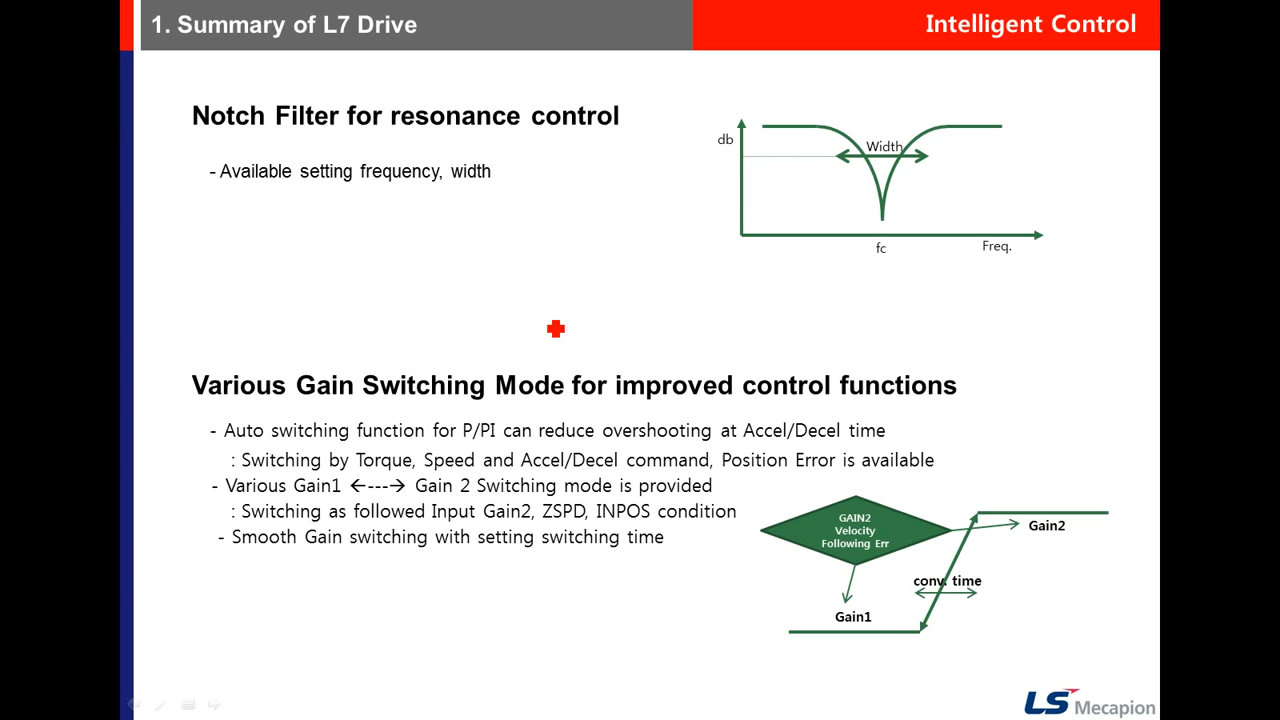 1. Summary of L7 Drive
Intelligent Control
Notch Filter for resonance control
- Available setting frequency, width
db
Width
fc
Freq.
Various Gain Switching Mode for improved control functions
- Auto switching function for P/PI can reduce overshooting at Accel/Decel time
: Switching by Torque, Speed and Accel/Decel command, Position Error is available
- Various Gain1 ←---→ Gain 2 Switching mode is provided
: Switching as followed Input Gain2, ZSPD, INPOS condition
- Smooth Gain switching with setting switching time
GAIN2
Velocity
Following Err
Gain2
conv. time
Gain1
LS Mecapion